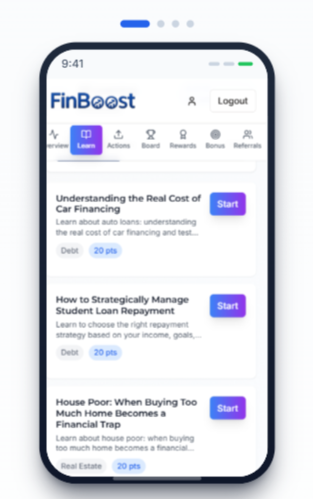 9:41
FinBoost
Logout
erview
Learn
Actions
Board
Rewards
Bonus
Referrals
Understanding the Real Cost of
Car Financing
Start
Learn about auto loans: understanding
the real cost of car financing and test...
Debt
20 pts
How to Strategically Manage
Student Loan Repayment
Start
Learn to choose the right repayment
strategy based on your income, goals,...
Debt
20 pts
House Poor: When Buying Too
Much Home Becomes a
Financial Trap
Start
Learn about house poor: when buying
too much home becomes a financial...
Real Estate
20 pts